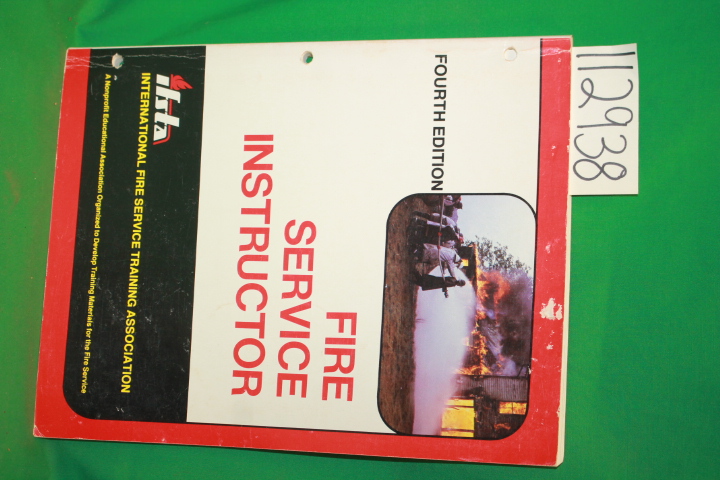 FOURTH EDITION
FIRE
SERVICE
INSTRUCTOR
ifsta
INTERNATIONAL FIRE SERVICE TRAINING ASSOCIATION
A Nonprofit Educational Association Organized to Develop Training Materials for the Fire Service
112938